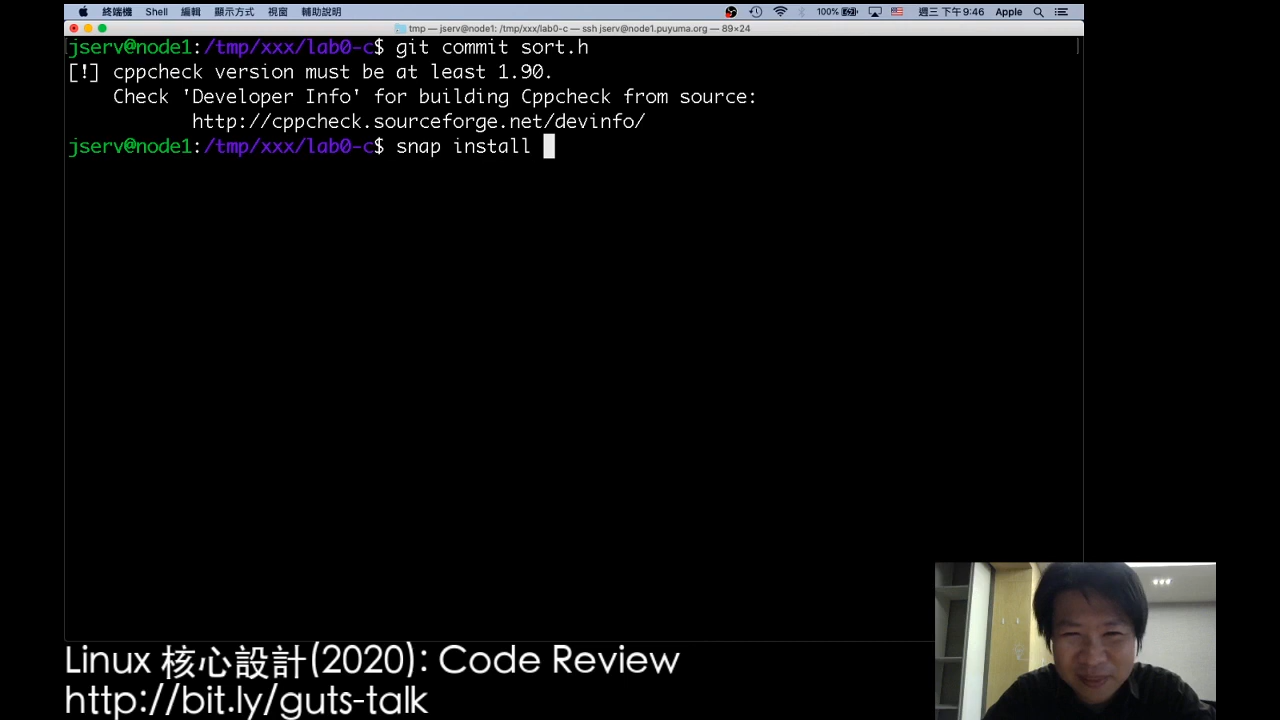 終端機 Shell 編輯 顯示方式 視窗 輔助說明 100% 週三 下午9:46 Apple
tmp — jserv@node1: /tmp/xxx/lab0-c — ssh jserv@node1.puyuma.org — 89×24
jserv@node1:/tmp/xxx/lab0-c$ git commit sort.h
[!] cppcheck version must be at least 1.90.
Check 'Developer Info' for building Cppcheck from source:
http://cppcheck.sourceforge.net/devinfo/
jserv@node1:/tmp/xxx/lab0-c$ snap install
Linux 核心設計(2020): Code Review
http://bit.ly/guts-talk